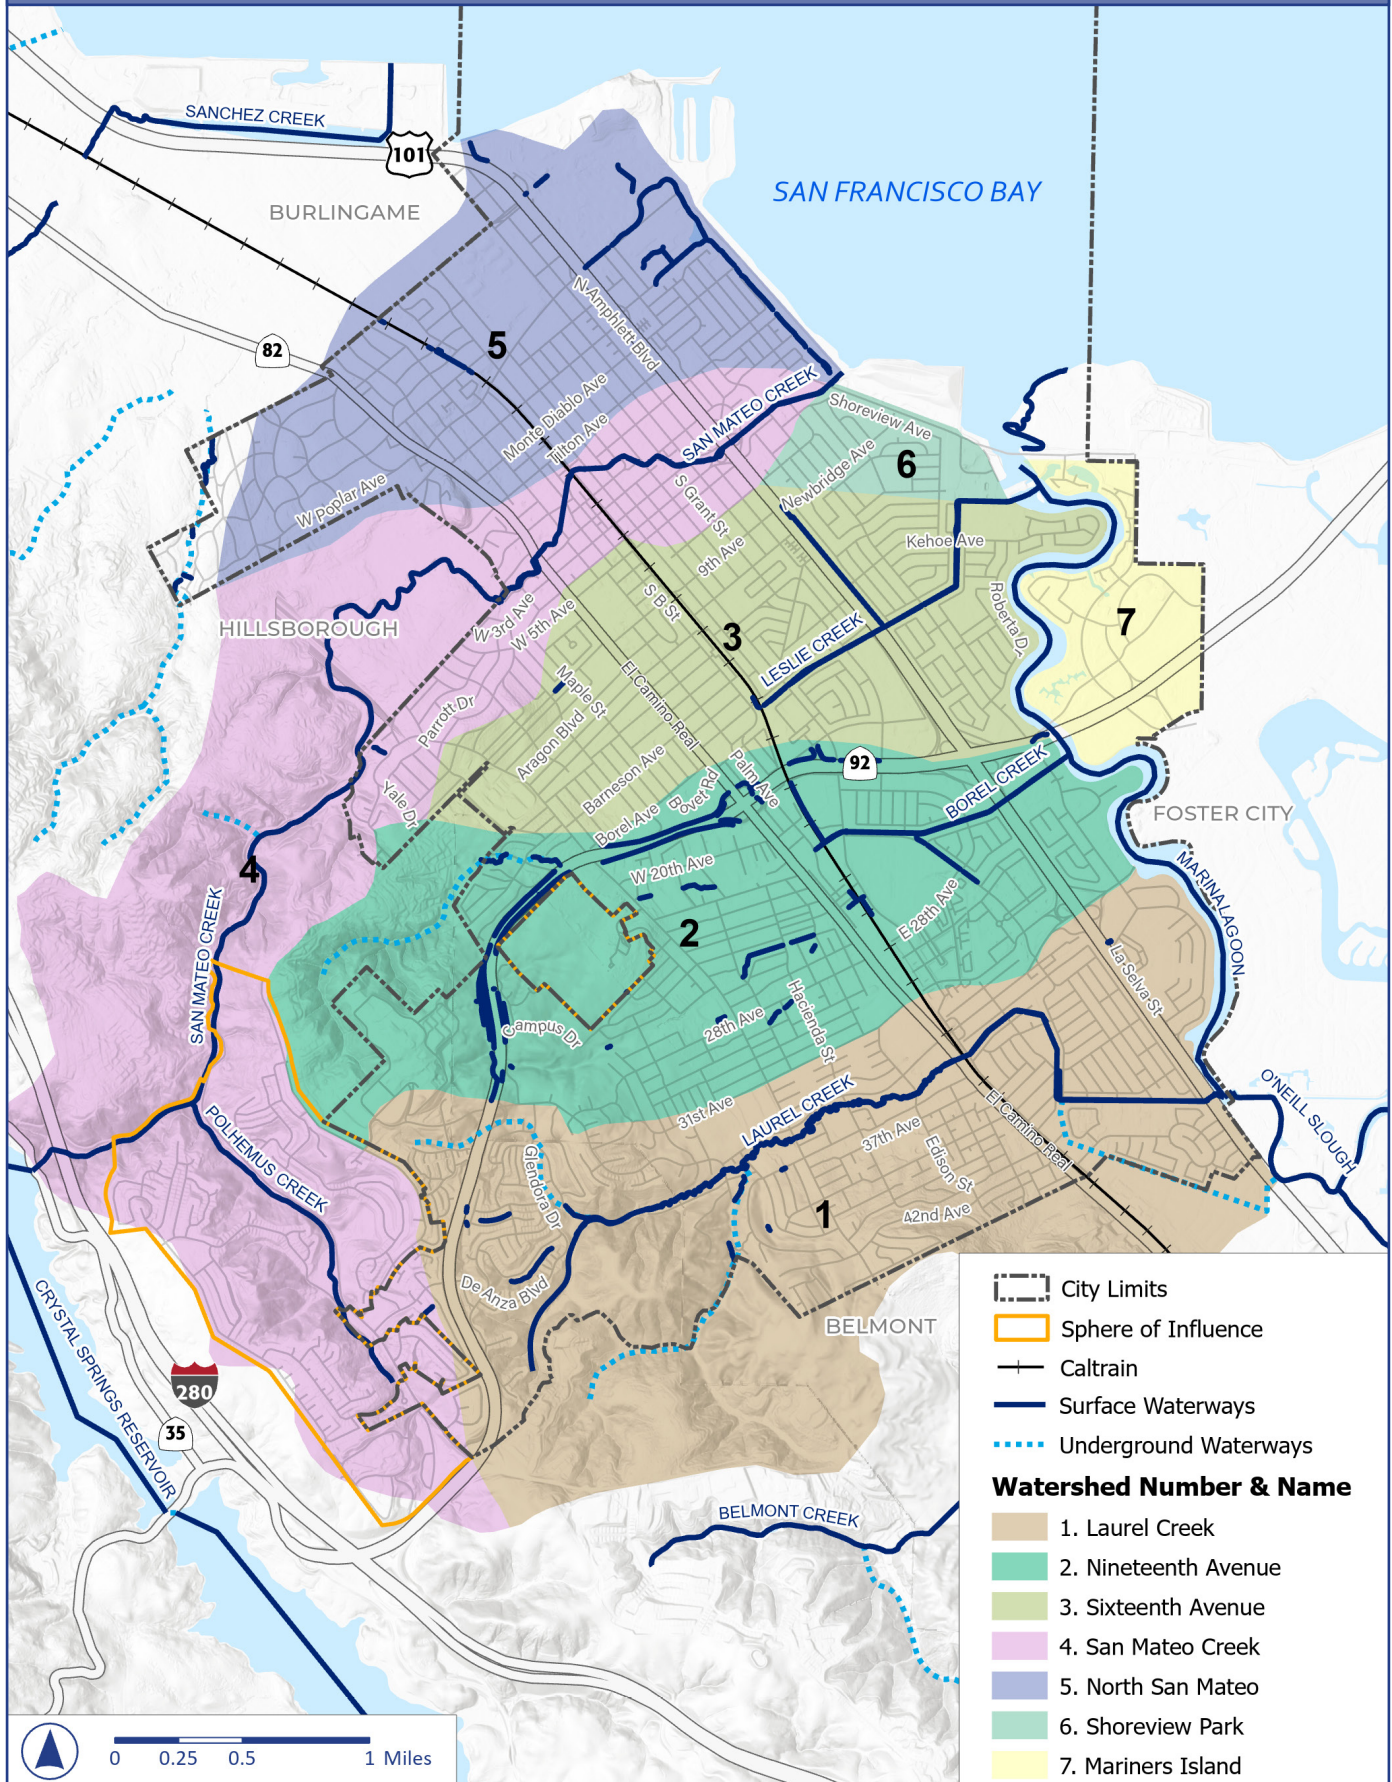 SANCHEZ CREEK
101
SAN FRANCISCO BAY
BURLINGAME
N Amphlett Blvd
5
82
Monte Diablo Ave
Tilton Ave
SAN MATEO CREEK
Shoreview Ave
Newbridge Ave
6
W Poplar Ave
S Grant St
9th Ave
Kehoe Ave
S B St
Roberta Dr
HILLSBOROUGH
W 3rd Ave
W 5th Ave
3
7
LESLIE CREEK
El Camino Real
Maple St
Parrott Dr
Aragon Blvd
Barneson Ave
Palm Ave
92
Bovet Rd
BOREL CREEK
Yale Dr
Borel Ave
FOSTER CITY
4
W 20th Ave
MARINA LAGOON
2
E 28th Ave
SAN MATEO CREEK
La Selva St
Campus Dr
28th Ave
Hacienda St
POLHEMUS CREEK
31st Ave
LAUREL CREEK
El Camino Real
O'NEILL SLOUGH
37th Ave
Edison St
Glendora Dr
1
42nd Ave
De Anza Blvd
BELMONT
CRYSTAL SPRINGS RESERVOIR
280
35
BELMONT CREEK
City Limits
Sphere of Influence
Caltrain
Surface Waterways
Underground Waterways
Watershed Number & Name
1. Laurel Creek
2. Nineteenth Avenue
3. Sixteenth Avenue
4. San Mateo Creek
5. North San Mateo
6. Shoreview Park
7. Mariners Island
0 0.25 0.5 1 Miles